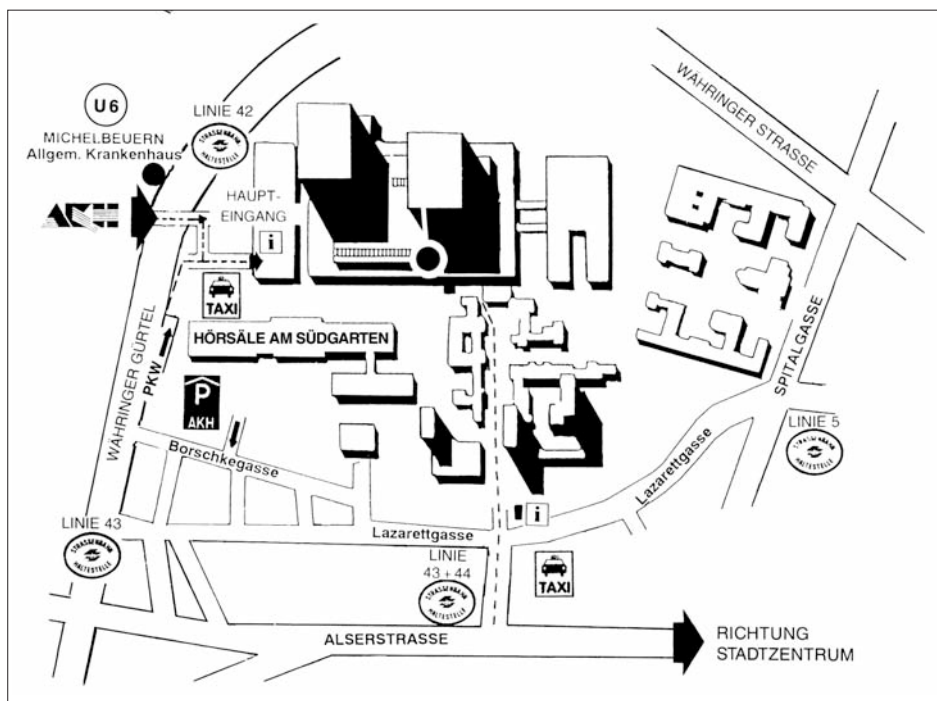 U6
MICHELBEUERN
Allgem. Krankenhaus
LINIE 42
STRASSENBAHN
HALTESTELLE
WÄHRINGER STRASSE
AKH
HAUPT-
EINGANG
i
TAXI
HÖRSÄLE AM SÜDGARTEN
WÄHRINGER GÜRTEL
PKW
P
AKH
Borschkegasse
SPITALGASSE
LINIE 5
STRASSENBAHN
HALTESTELLE
Lazarettgasse
i
LINIE 43
STRASSENBAHN
HALTESTELLE
Lazarettgasse
LINIE
43 + 44
STRASSENBAHN
HALTESTELLE
TAXI
ALSERSTRASSE
RICHTUNG
STADTZENTRUM